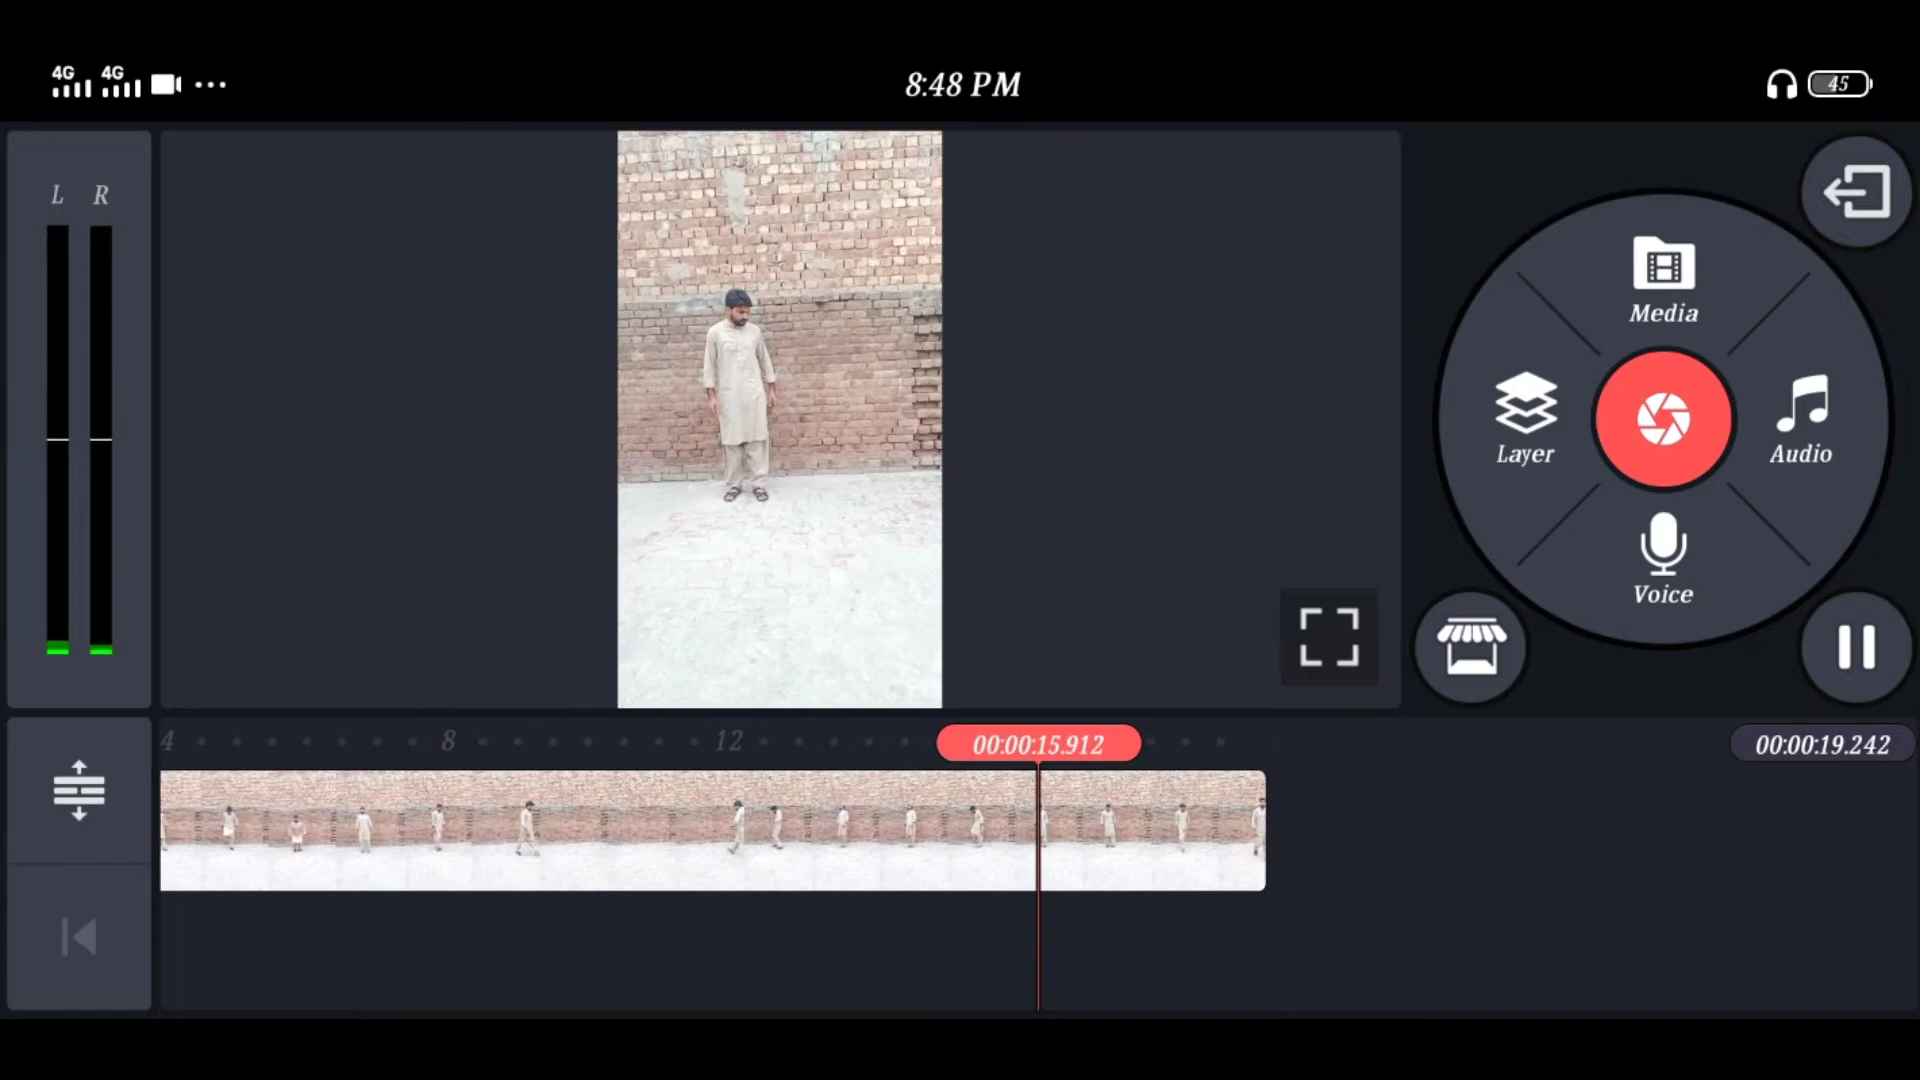 4G 4G
8:48 PM
45
L R
Media
Layer
Audio
Voice
4 8 12
00:00:15.912
00:00:19.242